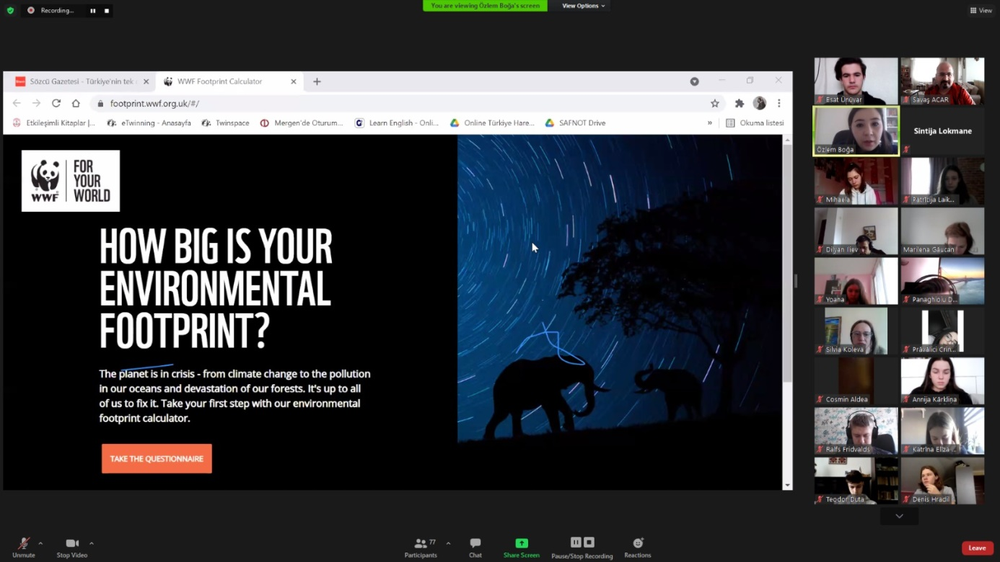 Recording...
You are viewing Özlem Boğa's screen
View Options
View
Sözcü Gazetesi - Türkiye'nin tek
WWF Footprint Calculator
footprint.wwf.org.uk/#/
Etkileşimli Kitaplar |...
eTwinning - Anasayfa
Twinspace
Mergen'de Oturum...
Learn English - Onli...
Online Türkiye Hare...
SAFNOT Drive
»
Okuma listesi
WWF
FOR
YOUR
WORLD
HOW BIG IS YOUR
ENVIRONMENTAL
FOOTPRINT?
The planet is in crisis - from climate change to the pollution
in our oceans and devastation of our forests. It's up to all
of us to fix it. Take your first step with our environmental
footprint calculator.
TAKE THE QUESTIONNAIRE
Esat Ünüvar
Savaş ACAR
Özlem Boğa
Sintija Lokmane
Mihaela
Patrīcija Laik...
Dilyan Iliev
Marilena Găucan
Yoana
Panaghioiu D...
Silvia Koleva
Prăvălici Crin...
Cosmin Aldea
Annija Kārkliņa
Ralfs Fridvalds
Katrīna Elīza ...
Teodor Duta
Denis Hradil
Unmute
Stop Video
Participants
77
Chat
Share Screen
Pause/Stop Recording
Reactions
Leave